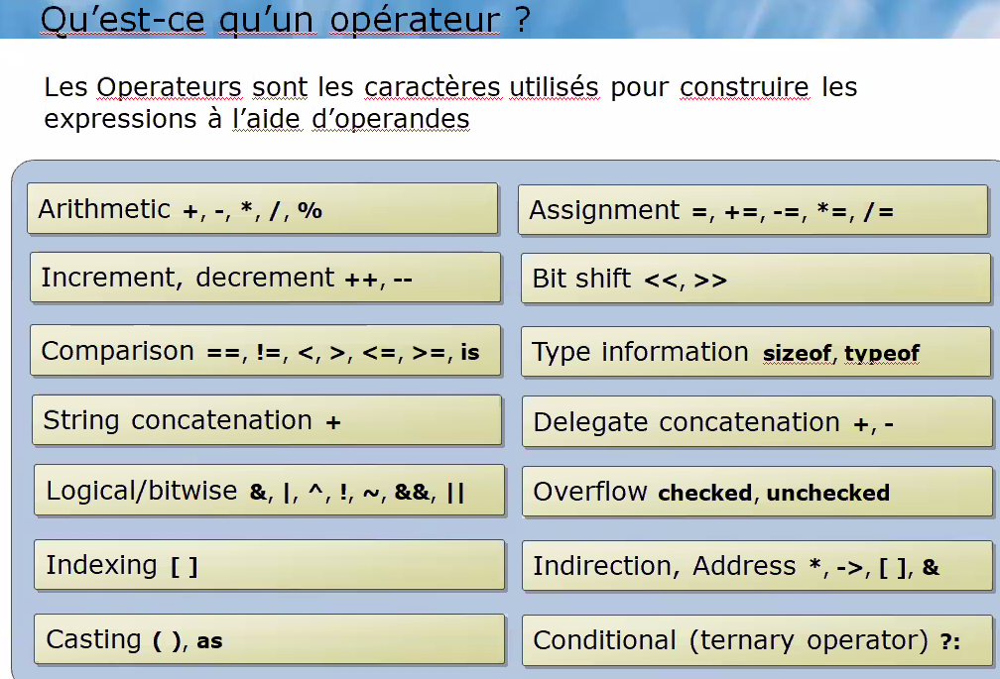 Qu’est-ce qu’un opérateur ?
Les Operateurs sont les caractères utilisés pour construire les
expressions à l’aide d’operandes
Arithmetic +, -, *, /, %
Assignment =, +=, -=, *=, /=
Increment, decrement ++, --
Bit shift <<, >>
Comparison ==, !=, <, >, <=, >=, is
Type information sizeof, typeof
String concatenation +
Delegate concatenation +, -
Logical/bitwise &, |, ^, !, ~, &&, ||
Overflow checked, unchecked
Indexing [ ]
Indirection, Address *, ->, [ ], &
Casting ( ), as
Conditional (ternary operator) ?: